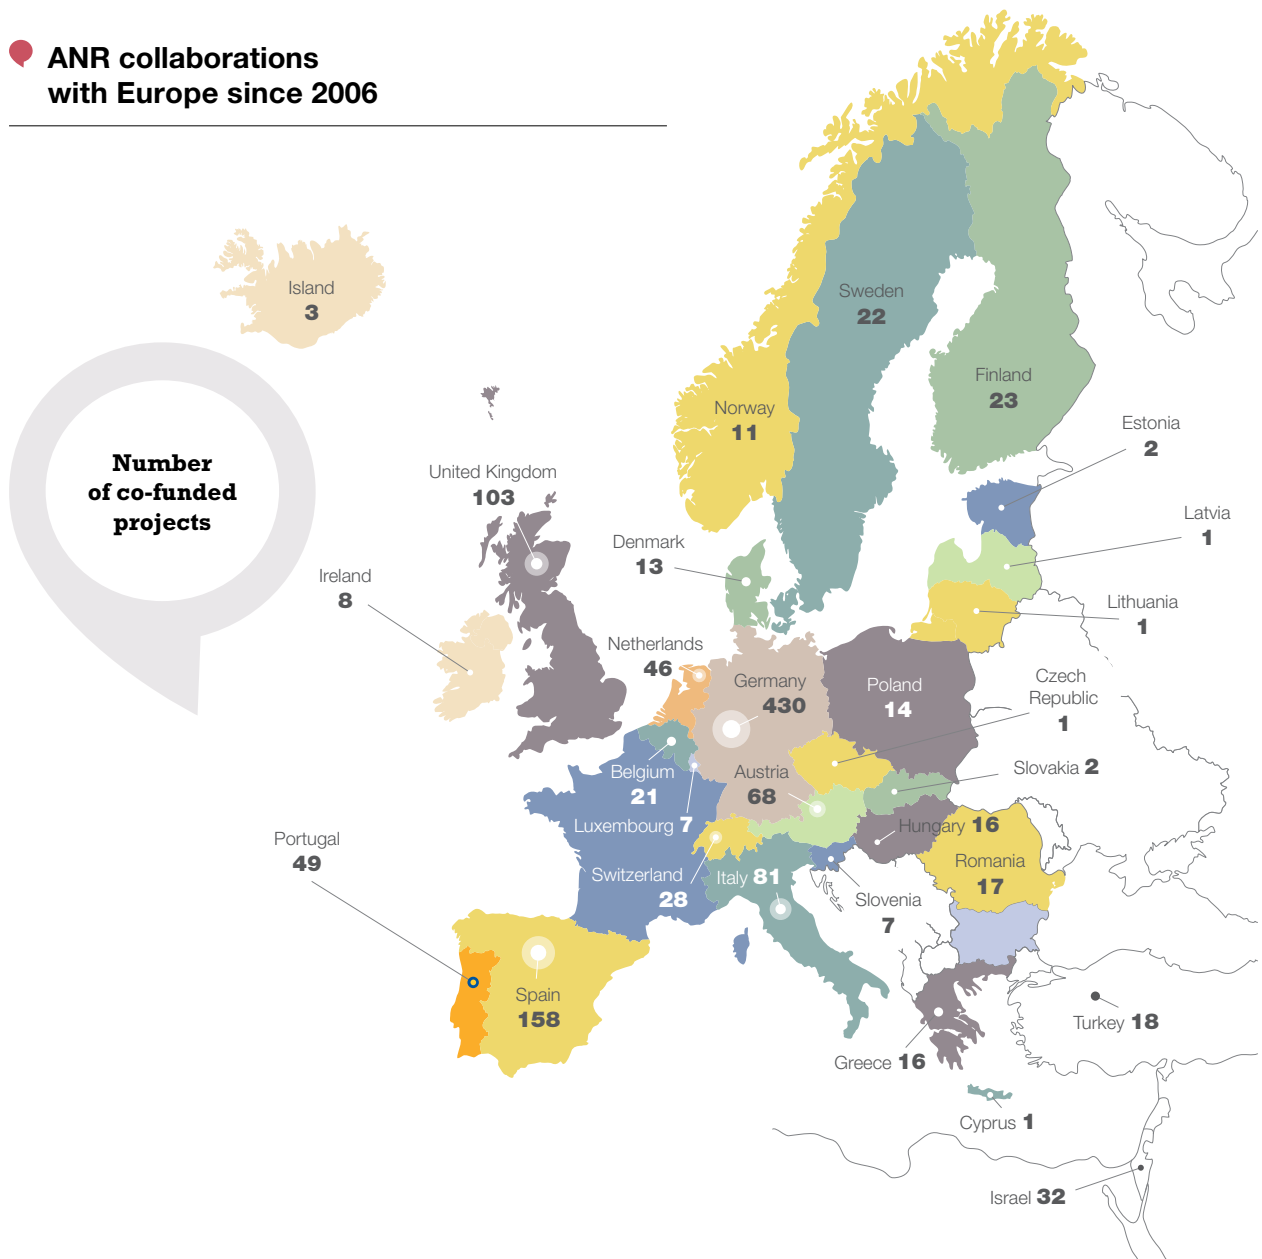 ANR collaborations
with Europe since 2006
Island
3
Sweden
22
Finland
23
Norway
11
Estonia
2
Number
of co-funded
projects
United Kingdom
103
Latvia
1
Denmark
13
Ireland
8
Lithuania
1
Netherlands
46
Germany
430
Poland
14
Czech
Republic
1
Belgium
21
Austria
68
Slovakia 2
Luxembourg 7
Hungary 16
Portugal
49
Romania
17
Switzerland
28
Italy 81
Slovenia
7
Spain
158
Turkey 18
Greece 16
Cyprus 1
Israel 32